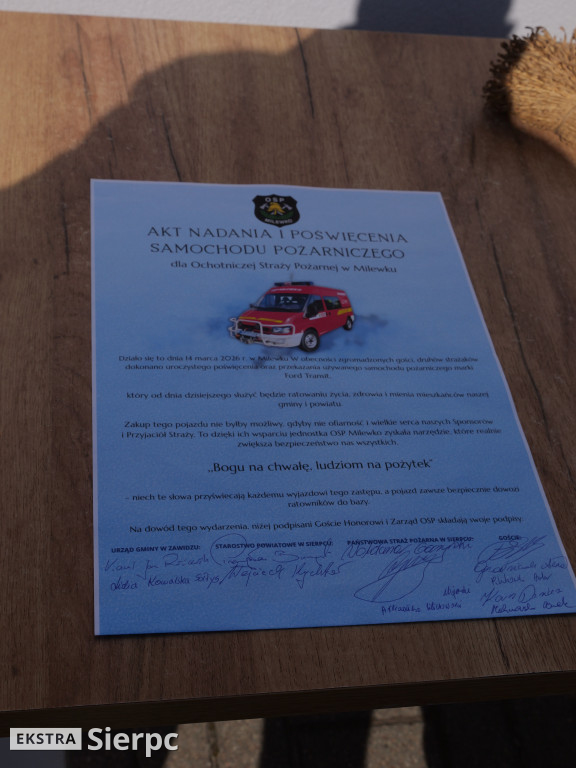 OSP
MILEWKO
AKT NADANIA I POŚWIĘCENIA
SAMOCHODU POŻARNICZEGO
dla Ochotniczej Straży Pożarnej w Milewku
Działo się to dnia 14 marca 2026 r. w Milewku W obecności zgromadzonych gości, druhów strażaków
dokonano uroczystego poświęcenia oraz przekazania używanego samochodu pożarniczego marki
Ford Transit,
który od dnia dzisiejszego służyć będzie ratowaniu życia, zdrowia i mienia mieszkańców naszej
gminy i powiatu
Zakup tego pojazdu nie byłby możliwy, gdyby nie ofiarność i wielkie serca naszych Sponsorów
i Przyjaciół Straży. To dzięki ich wsparciu jednostka OSP Milewko zyskała narzędzie, które realnie
zwiększa bezpieczeństwo nas wszystkich .
„Bogu na chwałę, ludziom na pożytek"
- niech te słowa przyświecają każdemu wyjazdowi tego zastępu, a pojazd zawsze bezpiecznie dowozi
ratowników do bazy.
Na dowód tego wydarzenia, niżej podpisani Goście Honorowi i Zarząd OSP składają swoje podpisy
URZĄD GMINY W ZAWIDZU: STAROSTWO POWIATOWE W SIERPCU: PAŃSTWOWA STRAŻ POŻARNA W SIERPCU: GOŚCIE:
Kowalska
Wojciech
EKSTRA Sierpc